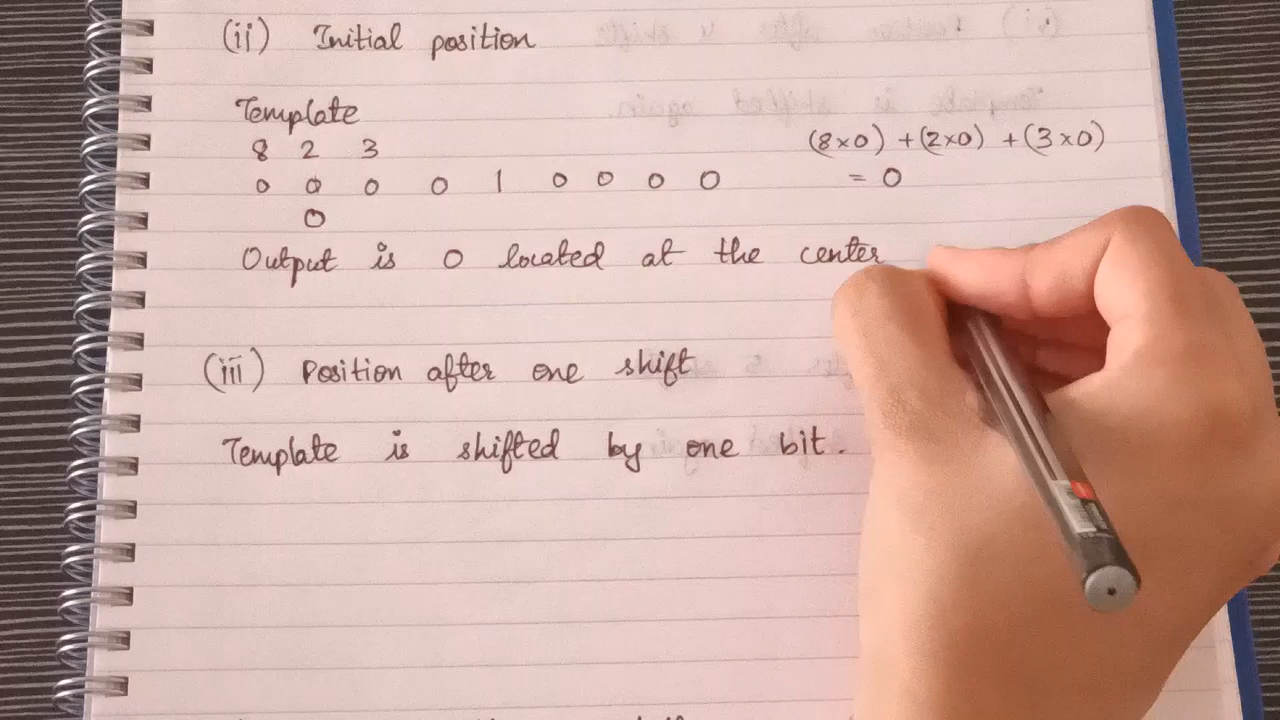 (ii) Initial position
Template
8 2 3
(8×0) + (2×0) + (3×0)
0 0 0 0 1 0 0 0 0
= 0
0
Output is 0 located at the center
(iii) Position after one shift
Template is shifted by one bit.